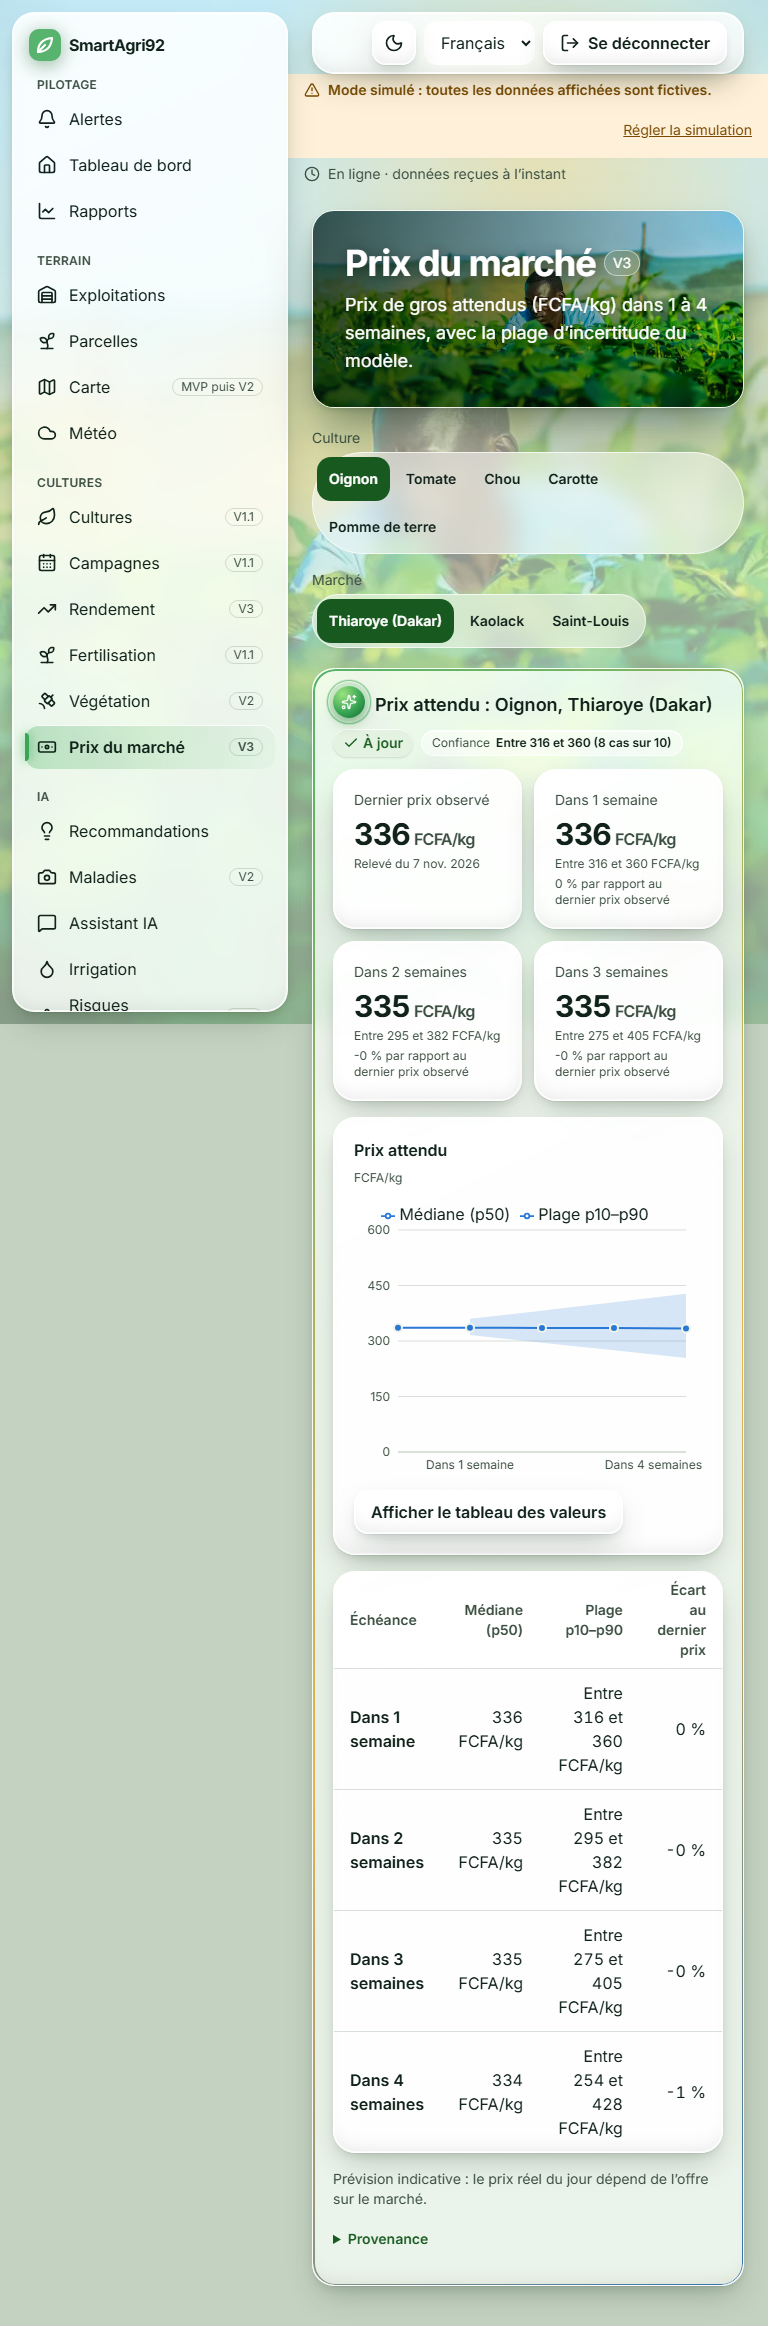 SmartAgri92
PILOTAGE
Alertes
Tableau de bord
Rapports
TERRAIN
Exploitations
Parcelles
Carte MVP puis V2
Météo
CULTURES
Cultures V1.1
Campagnes V1.1
Rendement V3
Fertilisation V1.1
Végétation V2
Prix du marché V3
IA
Recommandations
Maladies V2
Assistant IA
Irrigation
Risques
Français
Se déconnecter
Mode simulé : toutes les données affichées sont fictives.
Régler la simulation
En ligne · données reçues à l’instant
Prix du marché V3
Prix de gros attendus (FCFA/kg) dans 1 à 4
semaines, avec la plage d’incertitude du
modèle.
Culture
Oignon Tomate Chou Carotte
Pomme de terre
Marché
Thiaroye (Dakar) Kaolack Saint-Louis
Prix attendu : Oignon, Thiaroye (Dakar)
À jour Confiance Entre 316 et 360 (8 cas sur 10)
Dernier prix observé
336 FCFA/kg
Relevé du 7 nov. 2026
Dans 1 semaine
336 FCFA/kg
Entre 316 et 360 FCFA/kg
0 % par rapport au
dernier prix observé
Dans 2 semaines
335 FCFA/kg
Entre 295 et 382 FCFA/kg
-0 % par rapport au
dernier prix observé
Dans 3 semaines
335 FCFA/kg
Entre 275 et 405 FCFA/kg
-0 % par rapport au
dernier prix observé
Prix attendu
FCFA/kg
Médiane (p50) Plage p10–p90
600
450
300
150
0
Dans 1 semaine Dans 4 semaines
Afficher le tableau des valeurs
Échéance
Médiane
(p50)
Plage
p10–p90
Écart
au
dernier
prix
Dans 1
semaine
336
FCFA/kg
Entre
316 et
360
FCFA/kg
0 %
Dans 2
semaines
335
FCFA/kg
Entre
295 et
382
FCFA/kg
-0 %
Dans 3
semaines
335
FCFA/kg
Entre
275 et
405
FCFA/kg
-0 %
Dans 4
semaines
334
FCFA/kg
Entre
254 et
428
FCFA/kg
-1 %
Prévision indicative : le prix réel du jour dépend de l’offre
sur le marché.
Provenance